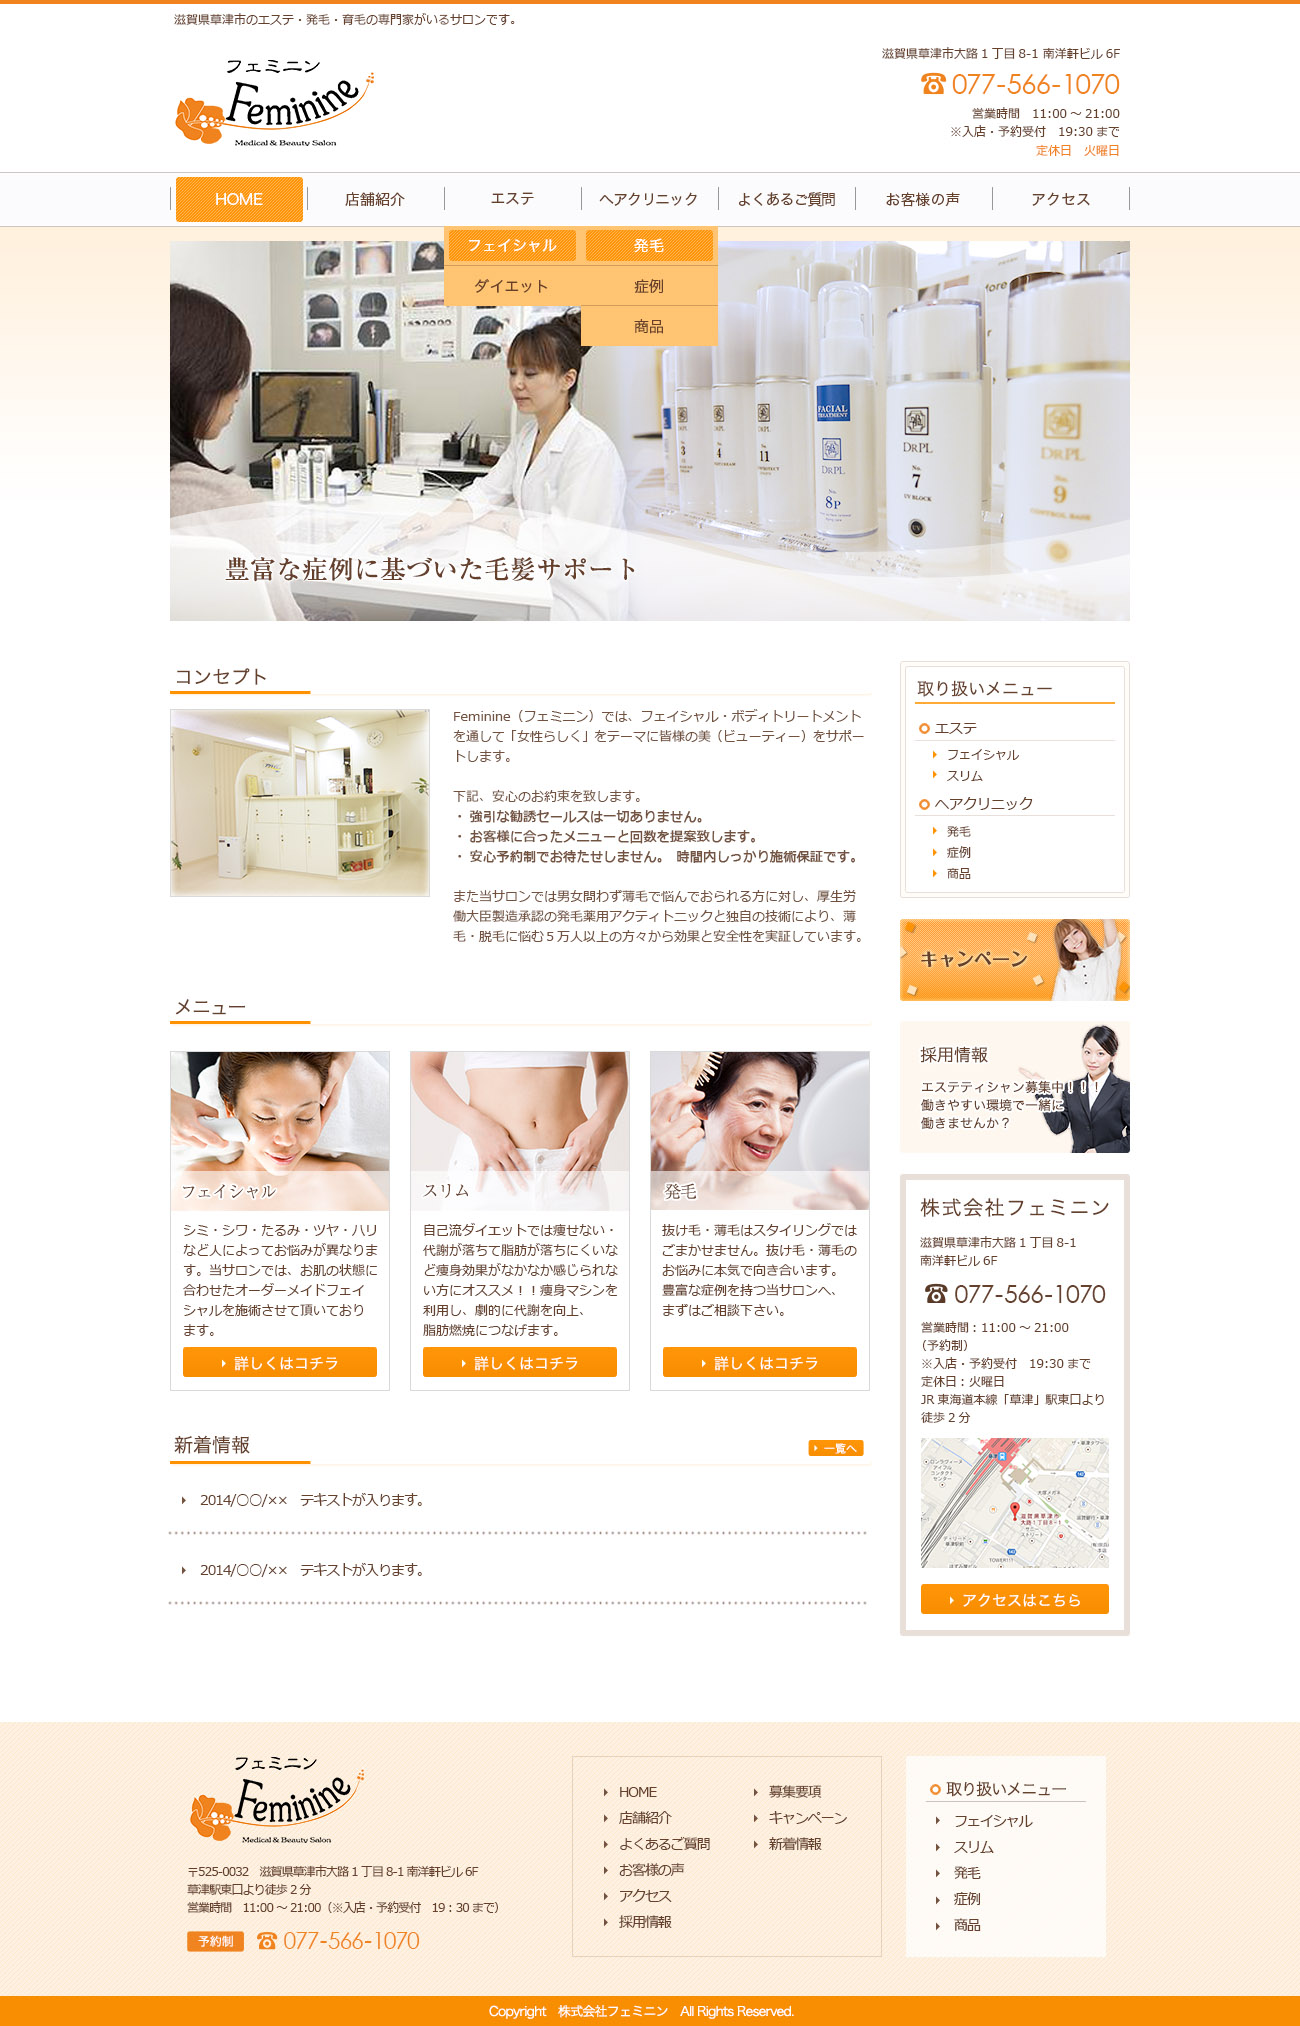 滋賀県草津市のエステ・発毛・育毛の専門家がいるサロンです。
フェミニン
Feminine
Medical & Beauty Salon
滋賀県草津市大路1丁目8-1 南洋軒ビル6F
077-566-1070
営業時間　11:00～21:00
※入店・予約受付　19:30まで
定休日　火曜日
HOME
店舗紹介
エステ
ヘアクリニック
よくあるご質問
お客様の声
アクセス
フェイシャル
発毛
ダイエット
症例
商品
FACIAL
TREATMENT
DRPL
No.
3
4
11
8P
DRPL
No.
7
UV BLOCK
UV
DRPL
No.
9
CONTROL BASE
豊富な症例に基づいた毛髪サポート
コンセプト
Feminine（フェミニン）では、フェイシャル・ボディトリートメント
を通して「女性らしく」をテーマに皆様の美（ビューティー）をサポー
トします。
下記、安心のお約束を致します。
・ 強引な勧誘セールスは一切ありません。
・ お客様に合ったメニューと回数を提案致します。
・ 安心予約制でお待たせしません。 時間内しっかり施術保証です。
また当サロンでは男女問わず薄毛で悩んでおられる方に対し、厚生労
働大臣製造承認の発毛薬用アクティトニックと独自の技術により、薄
毛・脱毛に悩む５万人以上の方々から効果と安全性を実証しています。
メニュー
フェイシャル
シミ・シワ・たるみ・ツヤ・ハリ
など人によってお悩みが異なりま
す。当サロンでは、お肌の状態に
合わせたオーダーメイドフェイ
シャルを施術させて頂いており
ます。
詳しくはコチラ
スリム
自己流ダイエットでは痩せない・
代謝が落ちて脂肪が落ちにくいな
ど痩身効果がなかなか感じられな
い方にオススメ！！痩身マシンを
利用し、劇的に代謝を向上、
脂肪燃焼につなげます。
詳しくはコチラ
発毛
抜け毛・薄毛はスタイリングでは
ごまかせません。抜け毛・薄毛の
お悩みに本気で向き合います。
豊富な症例を持つ当サロンへ、
まずはご相談下さい。
詳しくはコチラ
新着情報
一覧へ
2014/○○/××　テキストが入ります。
2014/○○/××　テキストが入ります。
取り扱いメニュー
エステ
フェイシャル
スリム
ヘアクリニック
発毛
症例
商品
キャンペーン
採用情報
エステティシャン募集中！！！
働きやすい環境で一緒に
働きませんか？
株式会社フェミニン
滋賀県草津市大路1丁目8-1
南洋軒ビル6F
077-566-1070
営業時間：11:00～21:00
（予約制）
※入店・予約受付　19:30まで
定休日：火曜日
JR東海道本線「草津」駅東口より
徒歩2分
滋賀県草津市
大路1丁目8-1
アクセスはこちら
フェミニン
Feminine
Medical & Beauty Salon
〒525-0032　滋賀県草津市大路1丁目8-1 南洋軒ビル6F
草津駅東口より徒歩2分
営業時間　11:00～21:00（※入店・予約受付　19：30まで）
予約制
077-566-1070
HOME
店舗紹介
よくあるご質問
お客様の声
アクセス
採用情報
募集要項
キャンペーン
新着情報
取り扱いメニュー
フェイシャル
スリム
発毛
症例
商品
Copyright　株式会社フェミニン　All Rights Reserved.